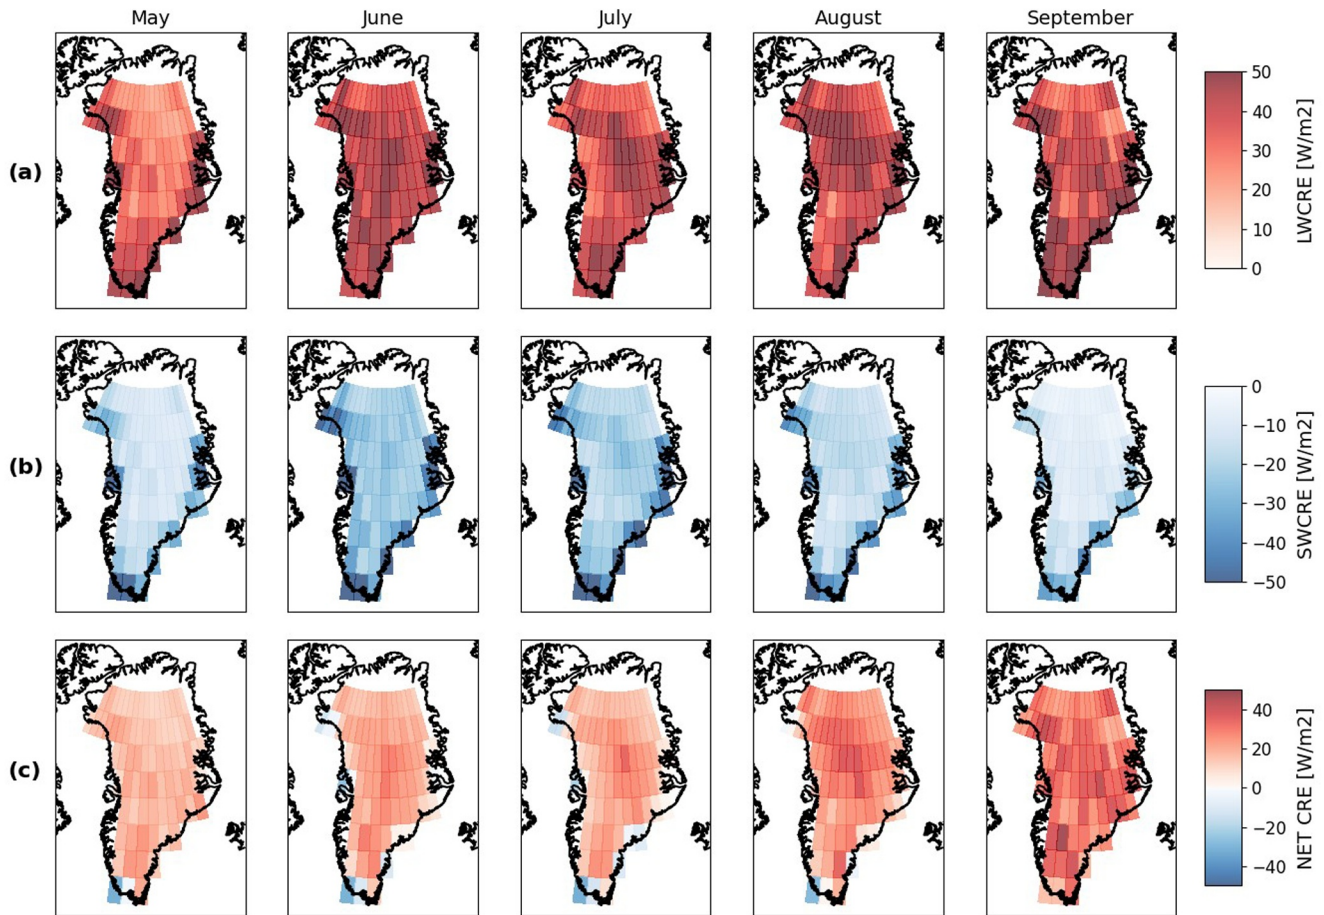 May June July August September
(a)
50
40
30
20
10
0
LWCRE [W/m2]
(b)
0
−10
−20
−30
−40
−50
SWCRE [W/m2]
(c)
40
20
0
−20
−40
NET CRE [W/m2]